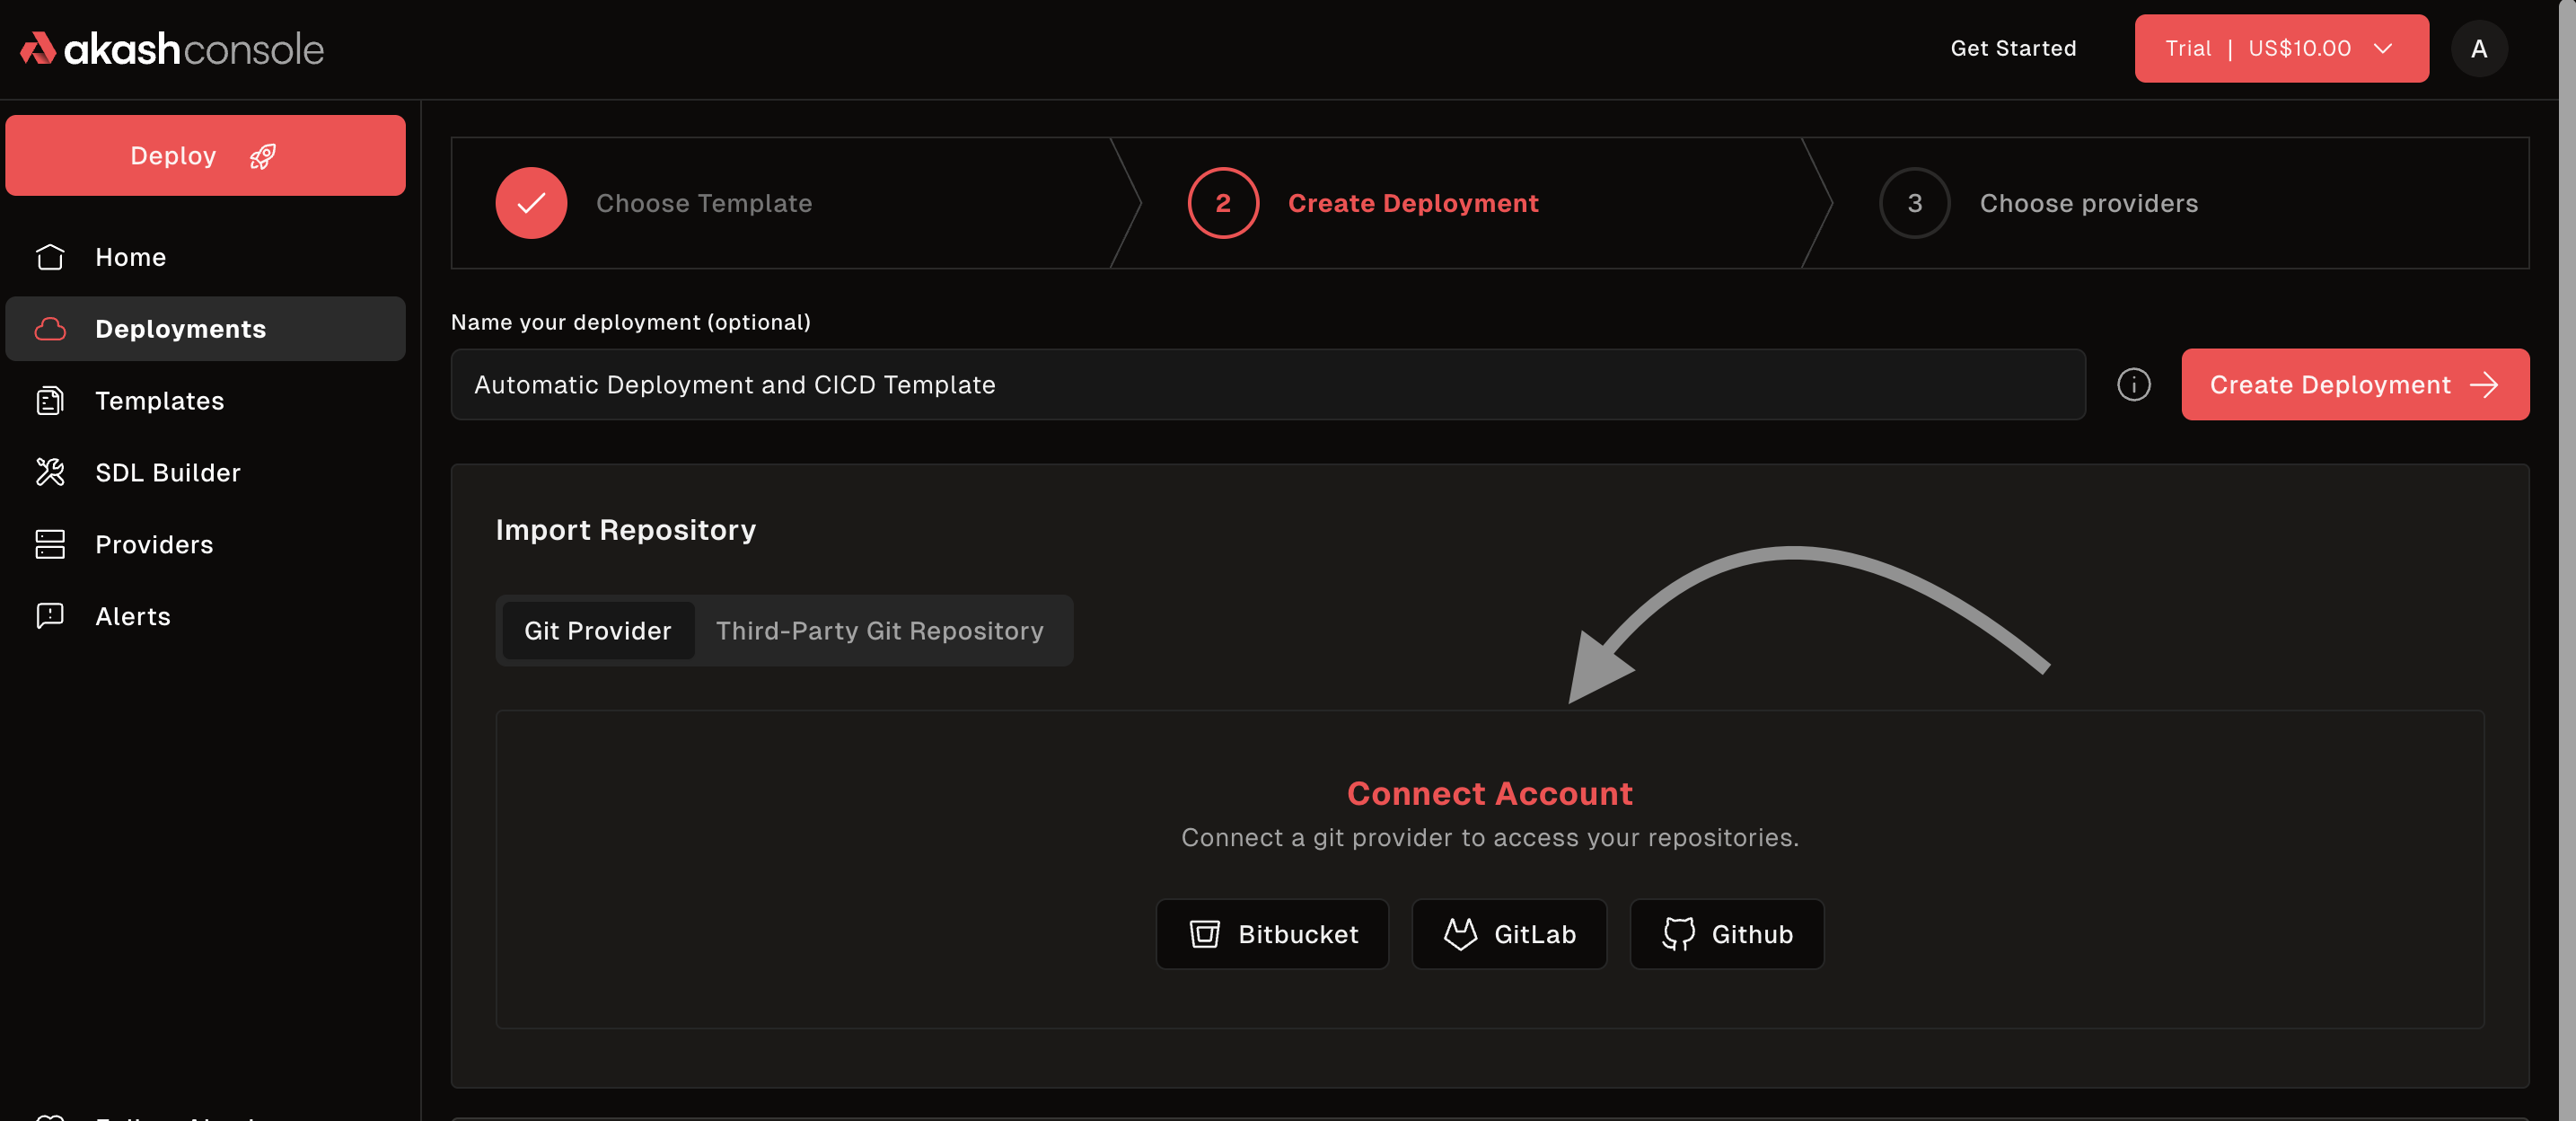 akash console
Get Started
Trial | US$10.00
A
Deploy
Home
Deployments
Templates
SDL Builder
Providers
Alerts
Choose Template
2 Create Deployment
3 Choose providers
Name your deployment (optional)
Automatic Deployment and CICD Template
Create Deployment
Import Repository
Git Provider
Third-Party Git Repository
Connect Account
Connect a git provider to access your repositories.
Bitbucket
GitLab
Github